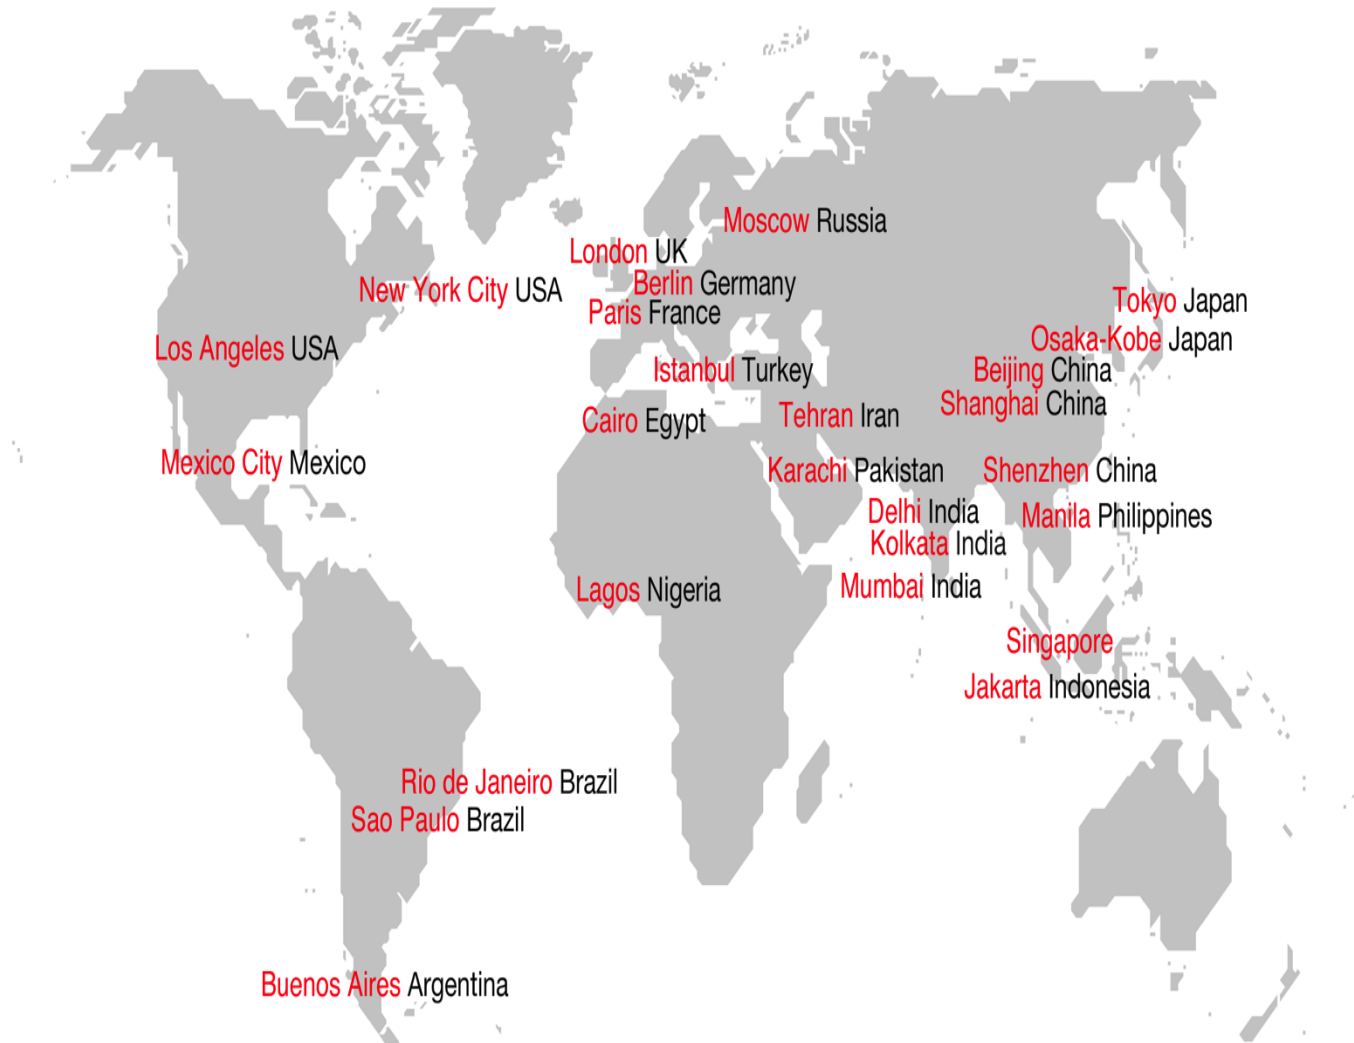 Moscow Russia
London UK
Berlin Germany
New York City USA
Tokyo Japan
Paris France
Osaka-Kobe Japan
Los Angeles USA
Istanbul Turkey
Beijing China
Shanghai China
Cairo Egypt
Tehran Iran
Mexico City Mexico
Karachi Pakistan
Shenzhen China
Delhi India
Manila Philippines
Kolkata India
Mumbai India
Lagos Nigeria
Singapore
Jakarta Indonesia
Rio de Janeiro Brazil
Sao Paulo Brazil
Buenos Aires Argentina